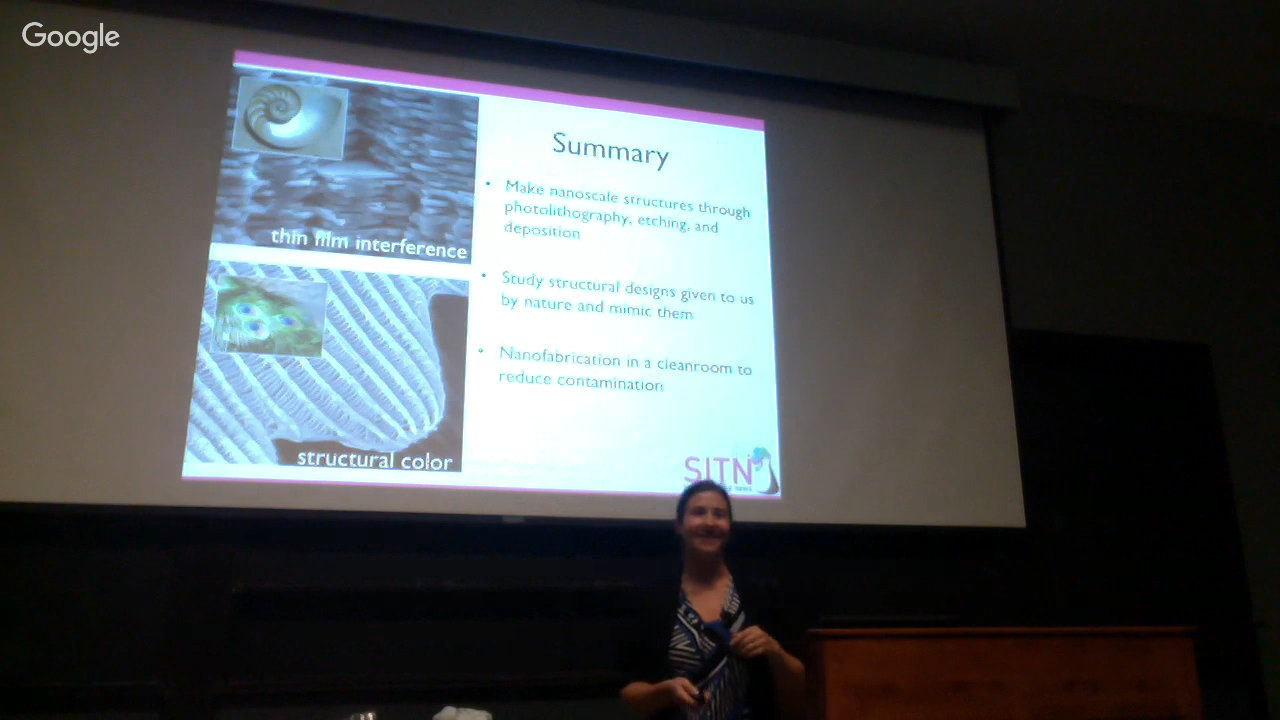 Google
Summary
• Make nanoscale structures through
photolithography, etching, and
deposition
• Study structural designs given to us
by nature and mimic them
• Nanofabrication in a cleanroom to
reduce contamination
thin film interference
structural color
SITN